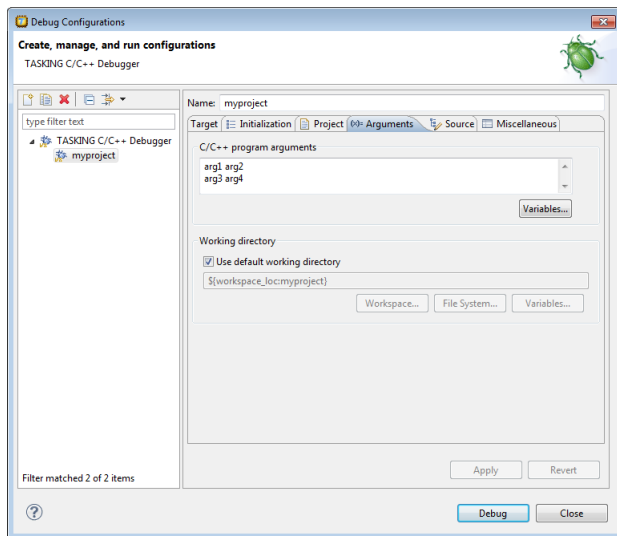 Debug Configurations
Create, manage, and run configurations
TASKING C/C++ Debugger
type filter text
TASKING C/C++ Debugger
myproject
Filter matched 2 of 2 items
Name: myproject
Target Initialization Project (x)= Arguments Source Miscellaneous
C/C++ program arguments
arg1 arg2
arg3 arg4
Variables...
Working directory
Use default working directory
${workspace_loc:myproject}
Workspace... File System... Variables...
Apply Revert
? Debug Close